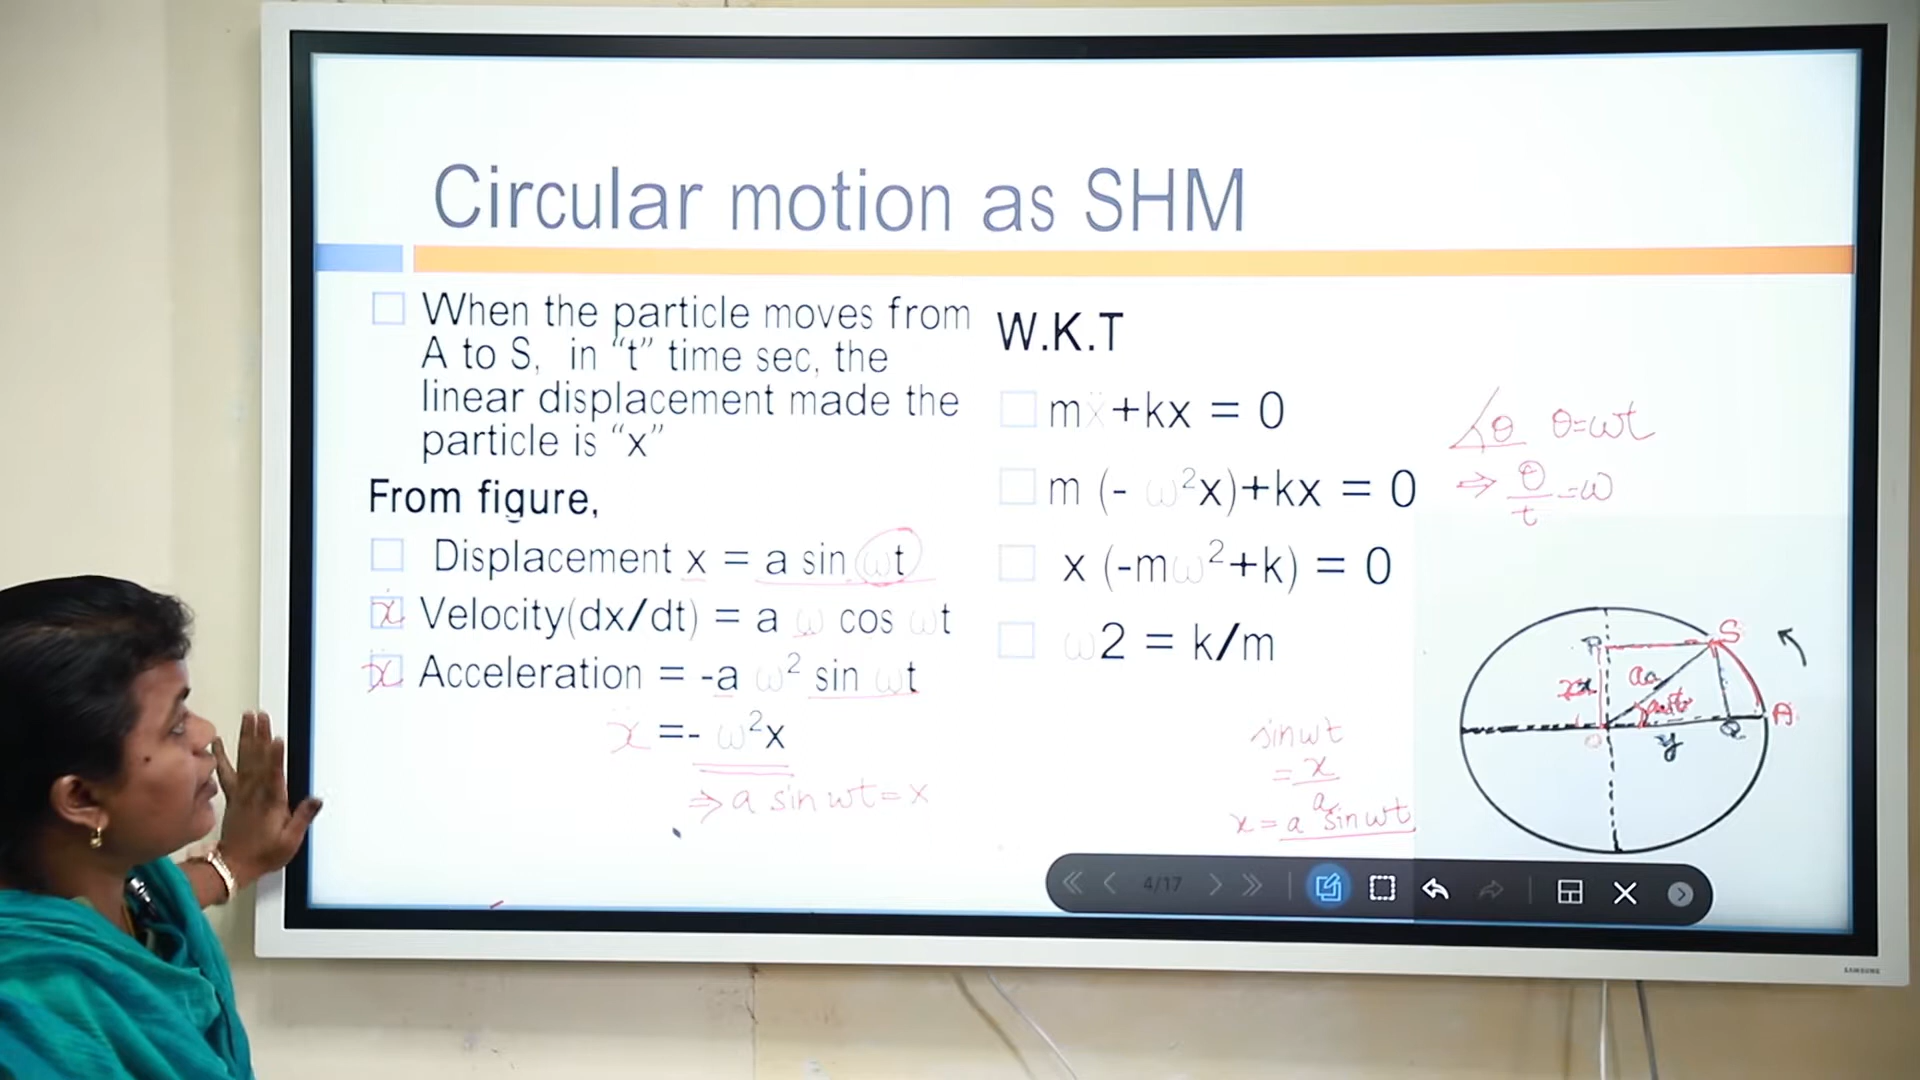 Circular motion as SHM
When the particle moves from
A to S, in “t” time sec, the
linear displacement made the
particle is “x”
From figure,
Displacement x = a sin ωt
ẋ Velocity(dx/dt) = a ω cos ωt
ẍ Acceleration = -a ω² sin ωt
ẍ =- ω²x
⇒ a sin ωt = x
W.K.T
mẍ+kx = 0
m (- ω²x)+kx = 0
x (-mω²+k) = 0
ω2 = k/m
θ θ=ωt
⇒ θ/t = ω
sin ωt
= x/a
x = a sin ωt
S
a
x
A
O
Q
y
4/17
SAMSUNG